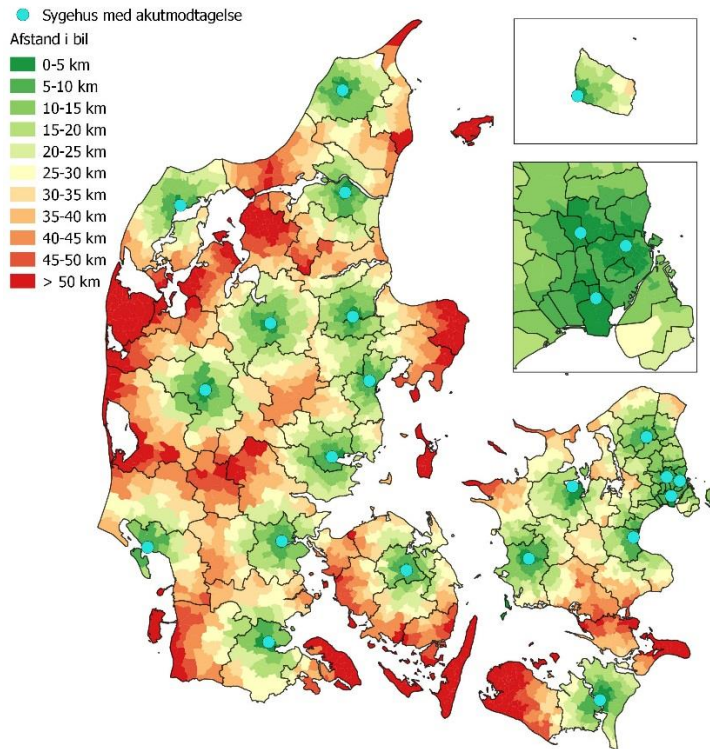 Sygehus med akutmodtagelse
Afstand i bil
0-5 km
5-10 km
10-15 km
15-20 km
20-25 km
25-30 km
30-35 km
35-40 km
40-45 km
45-50 km
> 50 km